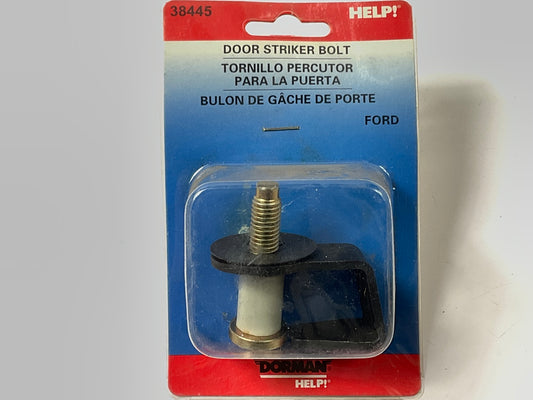 38445
HELP!
DOOR STRIKER BOLT
TORNILLO PERCUTOR
PARA LA PUERTA
BULON DE GÂCHE DE PORTE
FORD
DORMAN
HELP!